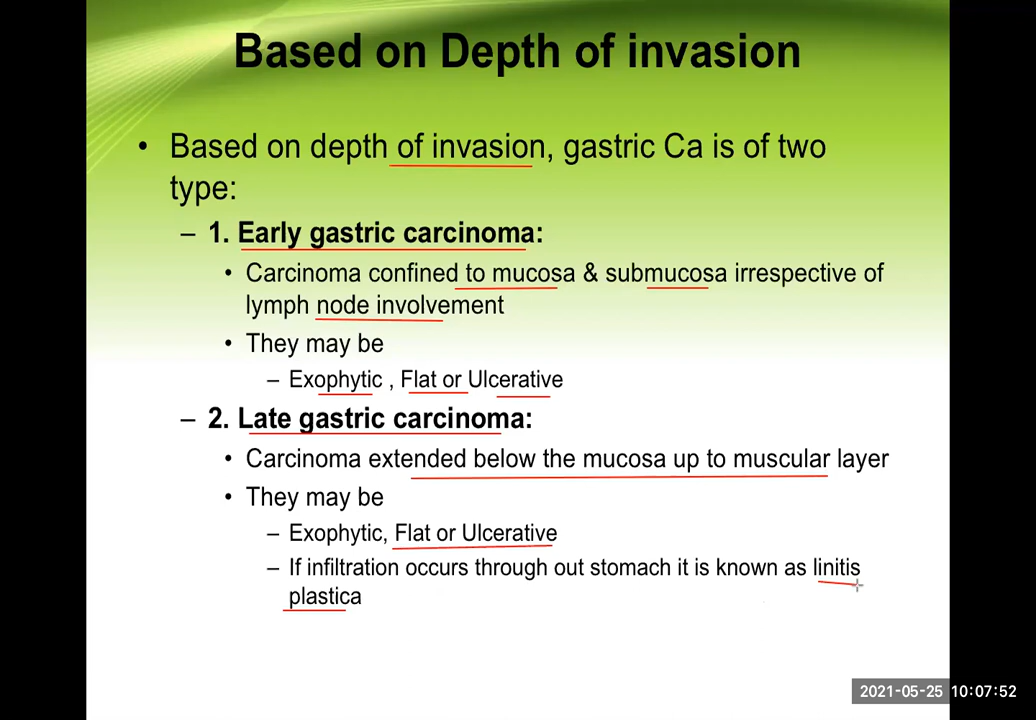 Based on Depth of invasion
• Based on depth of invasion, gastric Ca is of two
type:
– 1. Early gastric carcinoma:
• Carcinoma confined to mucosa & submucosa irrespective of
lymph node involvement
• They may be
– Exophytic , Flat or Ulcerative
– 2. Late gastric carcinoma:
• Carcinoma extended below the mucosa up to muscular layer
• They may be
– Exophytic, Flat or Ulcerative
– If infiltration occurs through out stomach it is known as linitis
plastica
2021-05-25 10:07:52